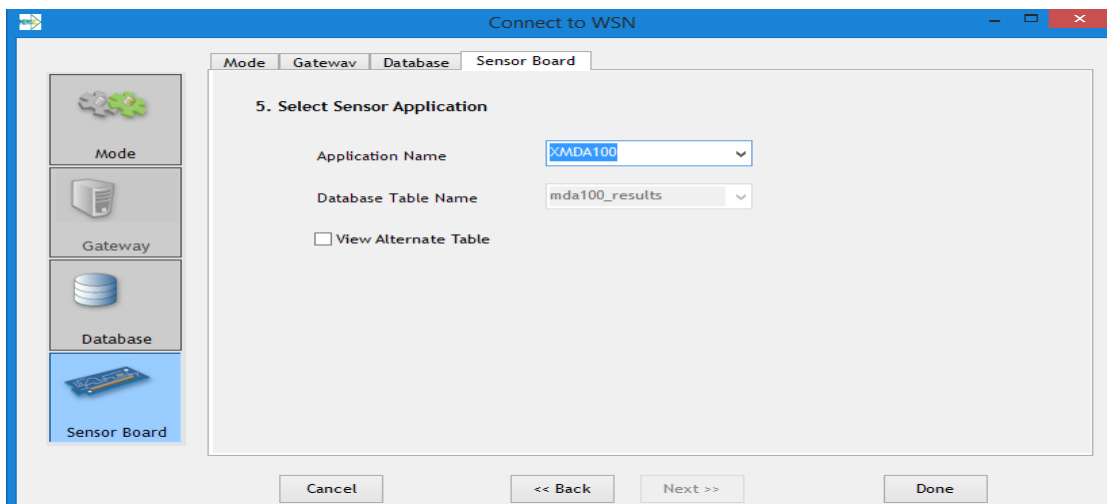 Connect to WSN
Mode Gateway Database Sensor Board
Mode
Gateway
Database
Sensor Board
5. Select Sensor Application
Application Name XMDA100
Database Table Name mda100_results
View Alternate Table
Cancel << Back Next >> Done